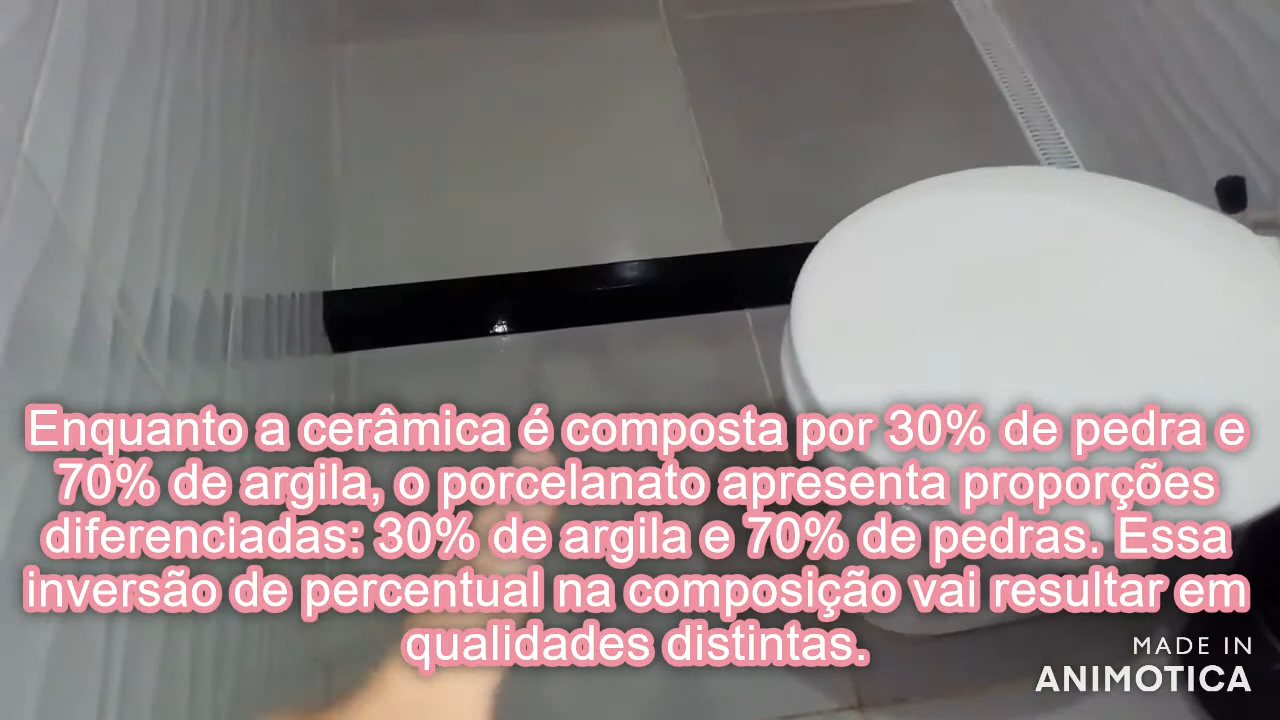 Enquanto a cerâmica é composta por 30% de pedra e
70% de argila, o porcelanato apresenta proporções
diferenciadas: 30% de argila e 70% de pedras. Essa
inversão de percentual na composição vai resultar em
qualidades distintas.
MADE IN
ANIMOTICA